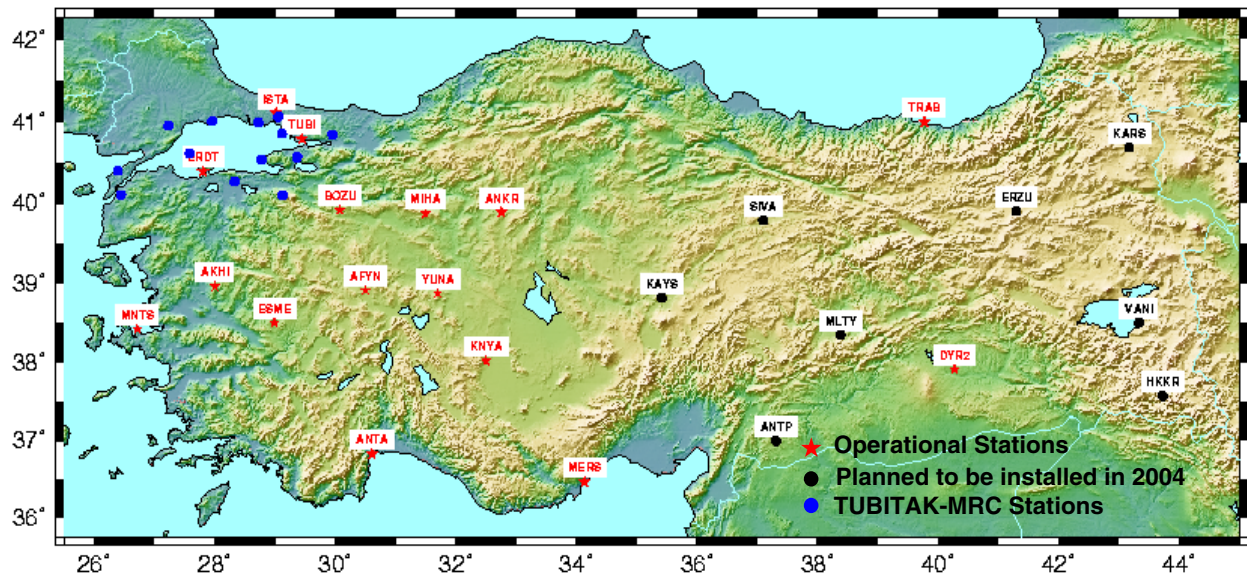 42°
41°
40°
39°
38°
37°
36°
ISTA
TUBI
ERDT
TRAB
KARS
BOZU
MIHA
ANKR
SIVA
ERZU
AKHI
AFYN
YUNA
KAYS
MNTS
ESME
MLTY
VANI
KNYA
DYR2
HKKR
ANTA
ANTP
MERS
Operational Stations
Planned to be installed in 2004
TUBITAK-MRC Stations
26° 28° 30° 32° 34° 36° 38° 40° 42° 44°